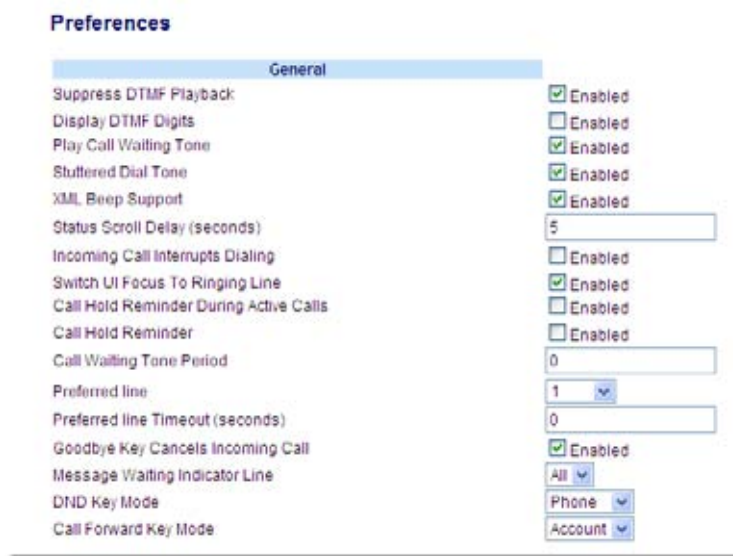 Preferences
General
Suppress DTMF Playback Enabled
Display DTMF Digits Enabled
Play Call Waiting Tone Enabled
Stuttered Dial Tone Enabled
XML Beep Support Enabled
Status Scroll Delay (seconds) 5
Incoming Call Interrupts Dialing Enabled
Switch UI Focus To Ringing Line Enabled
Call Hold Reminder During Active Calls Enabled
Call Hold Reminder Enabled
Call Waiting Tone Period 0
Preferred line 1
Preferred line Timeout (seconds) 0
Goodbye Key Cancels Incoming Call Enabled
Message Waiting Indicator Line All
DND Key Mode Phone
Call Forward Key Mode Account